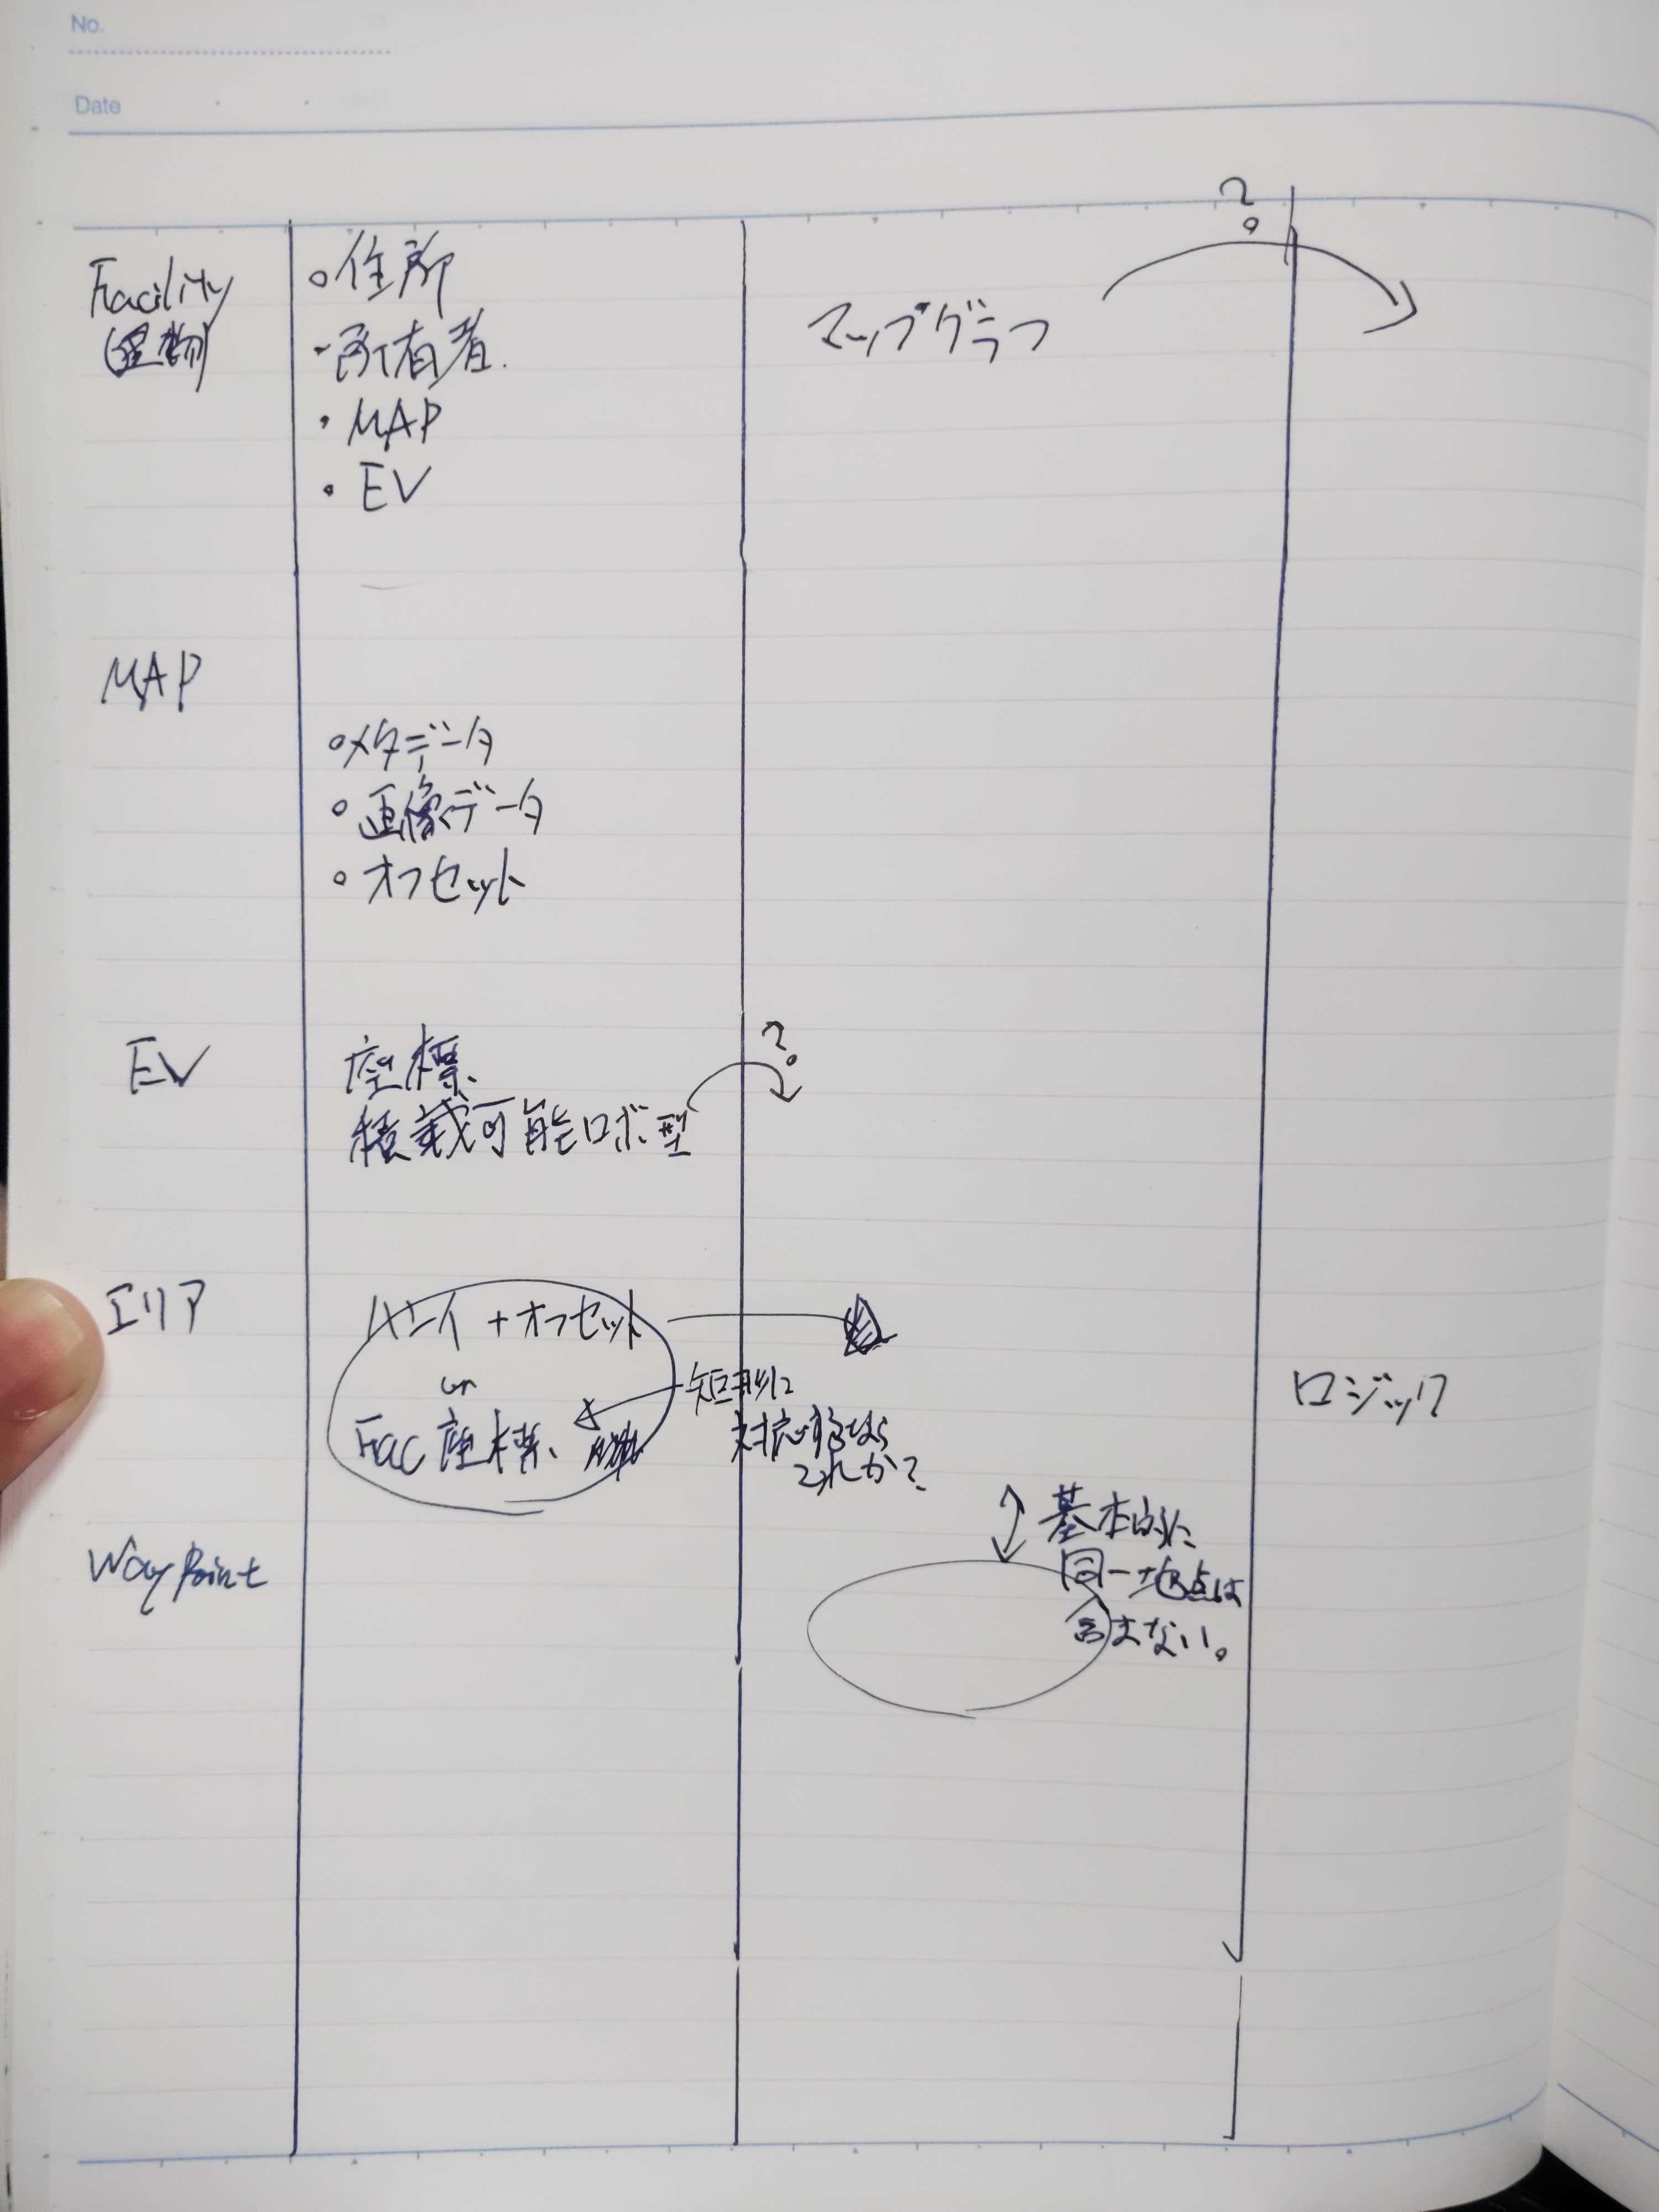 No.
Date
?
Facility
(建物)
○住所
・所有者.
・MAP
・EV
マップグラフ
MAP
○メタデータ
○画像データ
○オフセット
EV
座標
積載可能ロボ型
?
エリア
ハンイ+オフセット
or
Fac座標
短期に
対応するなら
これか?
ロジック
基本的に
同一地点は
含まない。
WayPoint